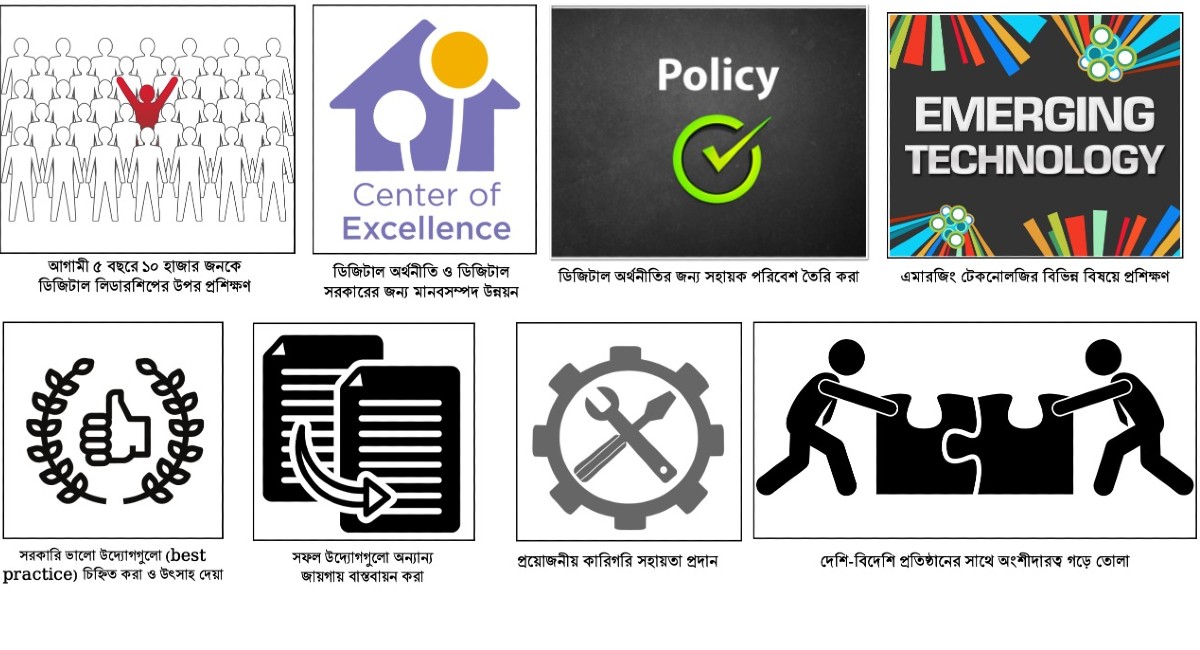 Policy
EMERGING
TECHNOLOGY
Center of
Excellence
আগামী ৫ বছরে ১০ হাজার জনকে
ডিজিটাল লিডারশিপের উপর প্রশিক্ষণ
ডিজিটাল অর্থনীতি ও ডিজিটাল
সরকারের জন্য মানবসম্পদ উন্নয়ন
ডিজিটাল অর্থনীতির জন্য সহায়ক পরিবেশ তৈরি করা
এমারজিং টেকনোলজির বিভিন্ন বিষয়ে প্রশিক্ষণ
সরকারি ভালো উদ্যোগগুলো (best
practice) চিহ্নিত করা ও উৎসাহ দেয়া
সফল উদ্যোগগুলো অন্যান্য
জায়গায় বাস্তবায়ন করা
প্রয়োজনীয় কারিগরি সহায়তা প্রদান
দেশি-বিদেশি প্রতিষ্ঠানের সাথে অংশীদারত্ব গড়ে তোলা